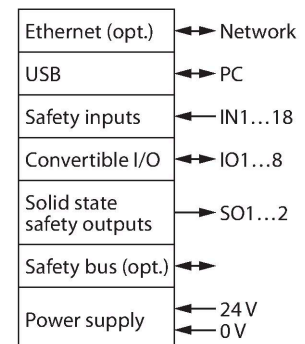 Ethernet (opt.) Network
USB PC
Safety inputs IN1...18
Convertible I/O IO1...8
Solid state
safety outputs SO1...2
Safety bus (opt.)
Power supply 24 V
0 V